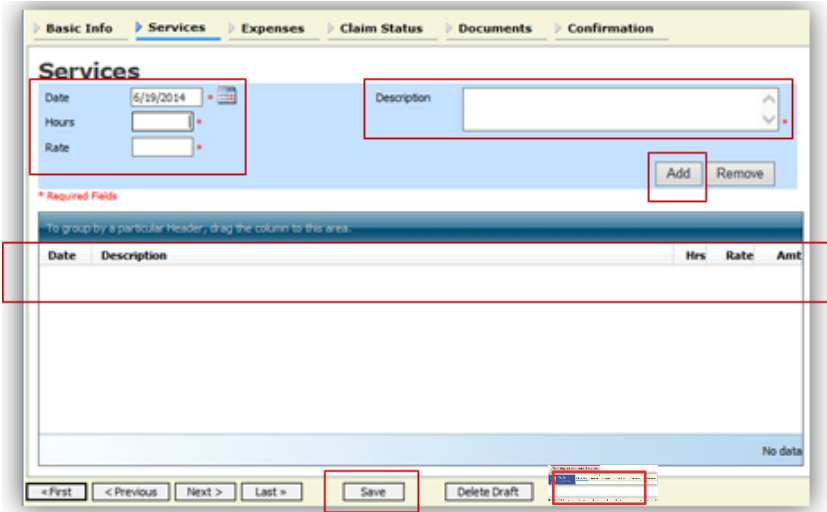 Basic Info Services Expenses Claim Status Documents Confirmation
Services
Date 6/19/2014 * Description
*
Hours *
Rate *
Add Remove
* Required Fields
To group by a particular Header, drag the column to this area.
Date Description Hrs Rate Amt
No data
«First < Previous Next > Last » Save Delete Draft